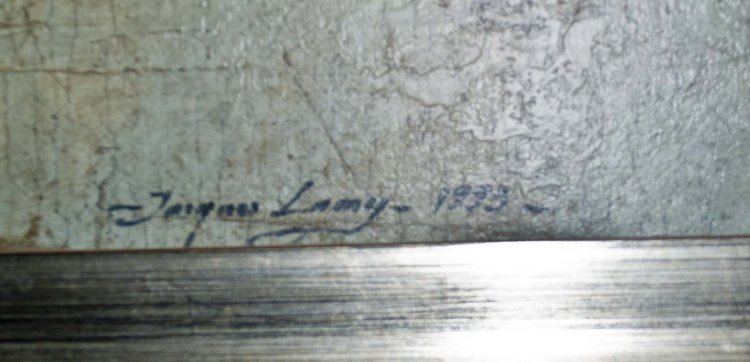 - Jacques Lamy - 1933 -